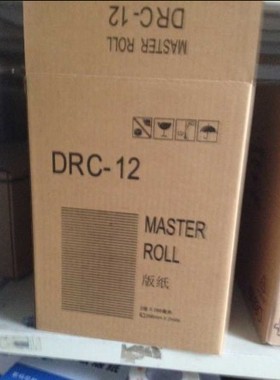 DRC-12
MASTER ROLL
DRC-12
MASTER
ROLL
版纸